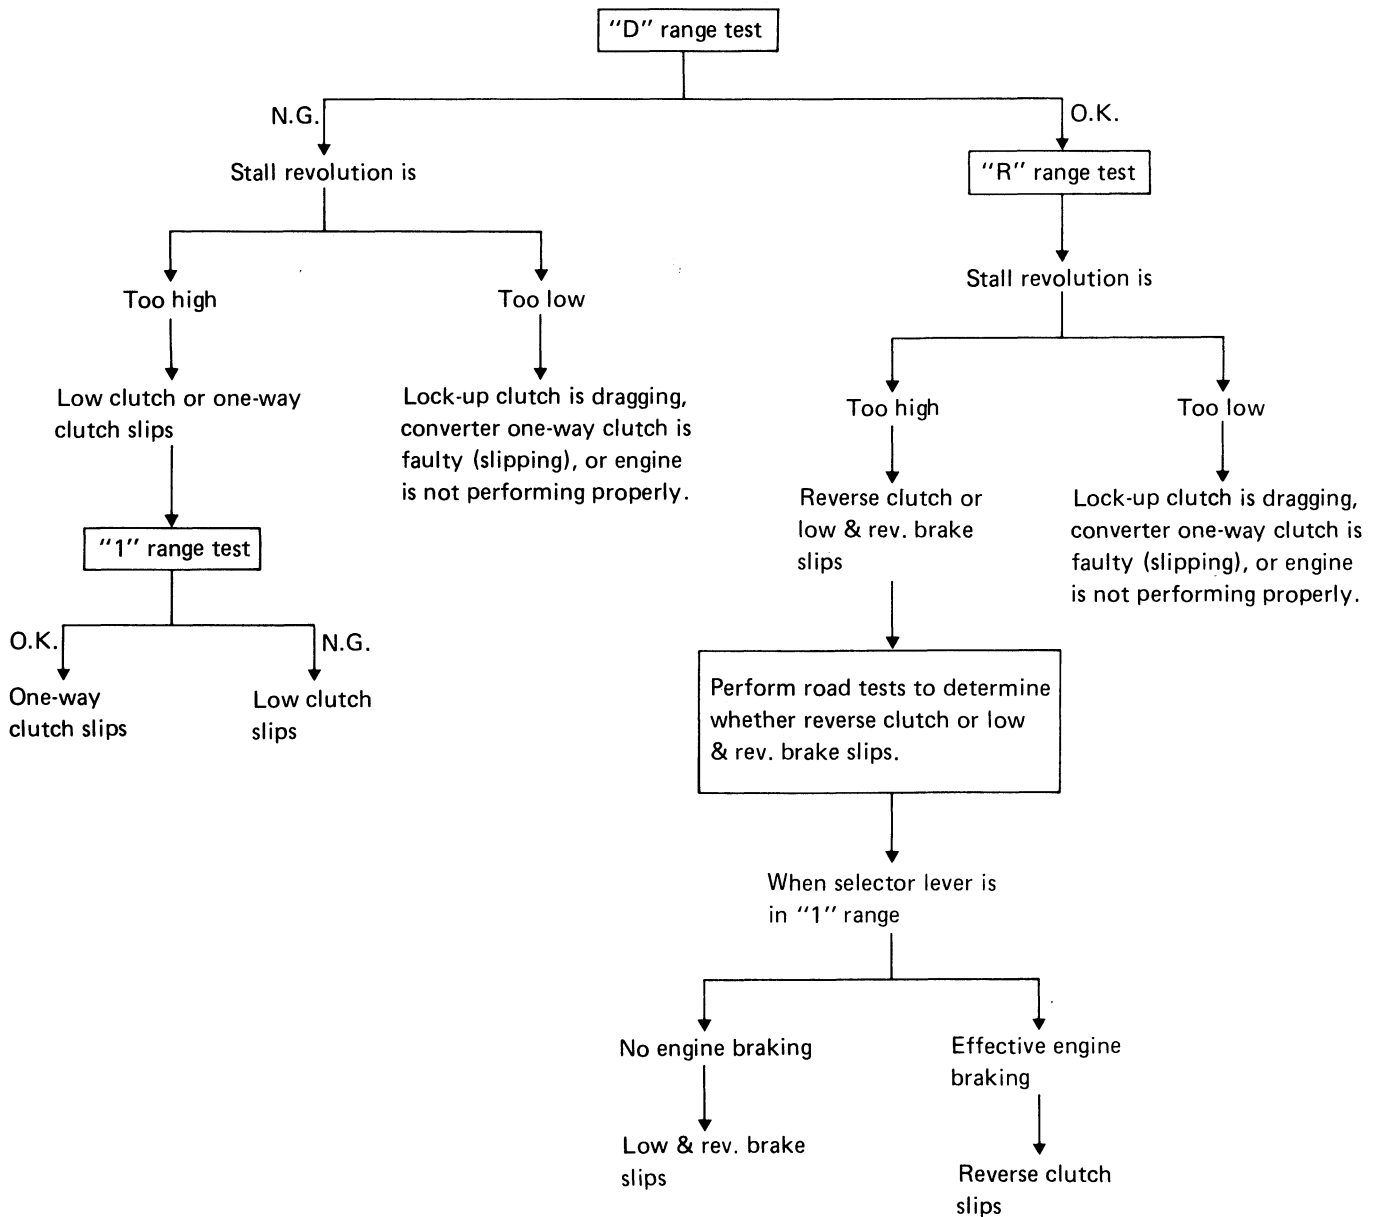 “D” range test
N.G.
O.K.
Stall revolution is
“R” range test
Stall revolution is
Too high
Too low
Low clutch or one-way
clutch slips
Lock-up clutch is dragging,
converter one-way clutch is
faulty (slipping), or engine
is not performing properly.
“1” range test
O.K.
N.G.
One-way
clutch slips
Low clutch
slips
Too high
Too low
Reverse clutch or
low & rev. brake
slips
Lock-up clutch is dragging,
converter one-way clutch is
faulty (slipping), or engine
is not performing properly.
Perform road tests to determine
whether reverse clutch or low
& rev. brake slips.
When selector lever is
in “1” range
No engine braking
Effective engine
braking
Low & rev. brake
slips
Reverse clutch
slips